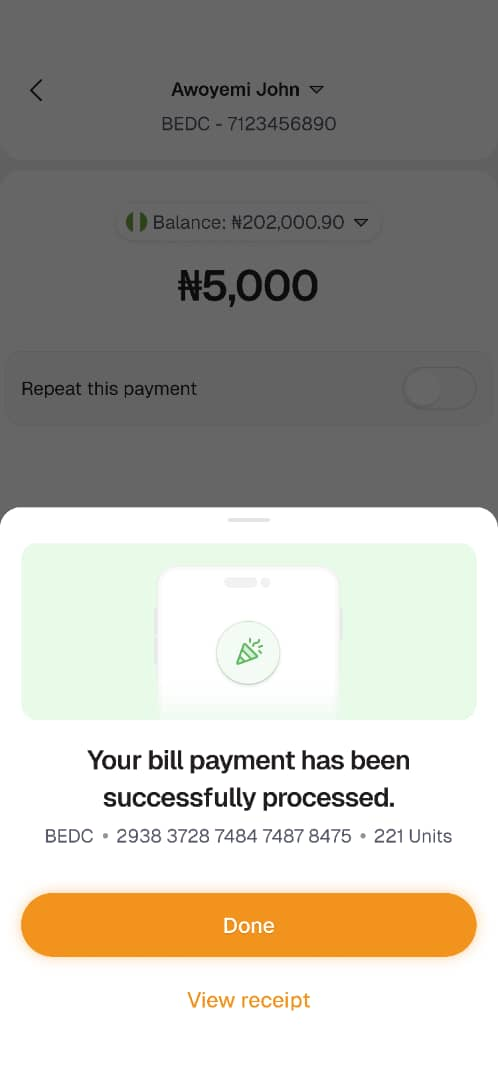 Awoyemi John
BEDC - 7123456890
Balance: ₦202,000.90
₦5,000
Repeat this payment
Your bill payment has been
successfully processed.
BEDC • 2938 3728 7484 7487 8475 • 221 Units
Done
View receipt